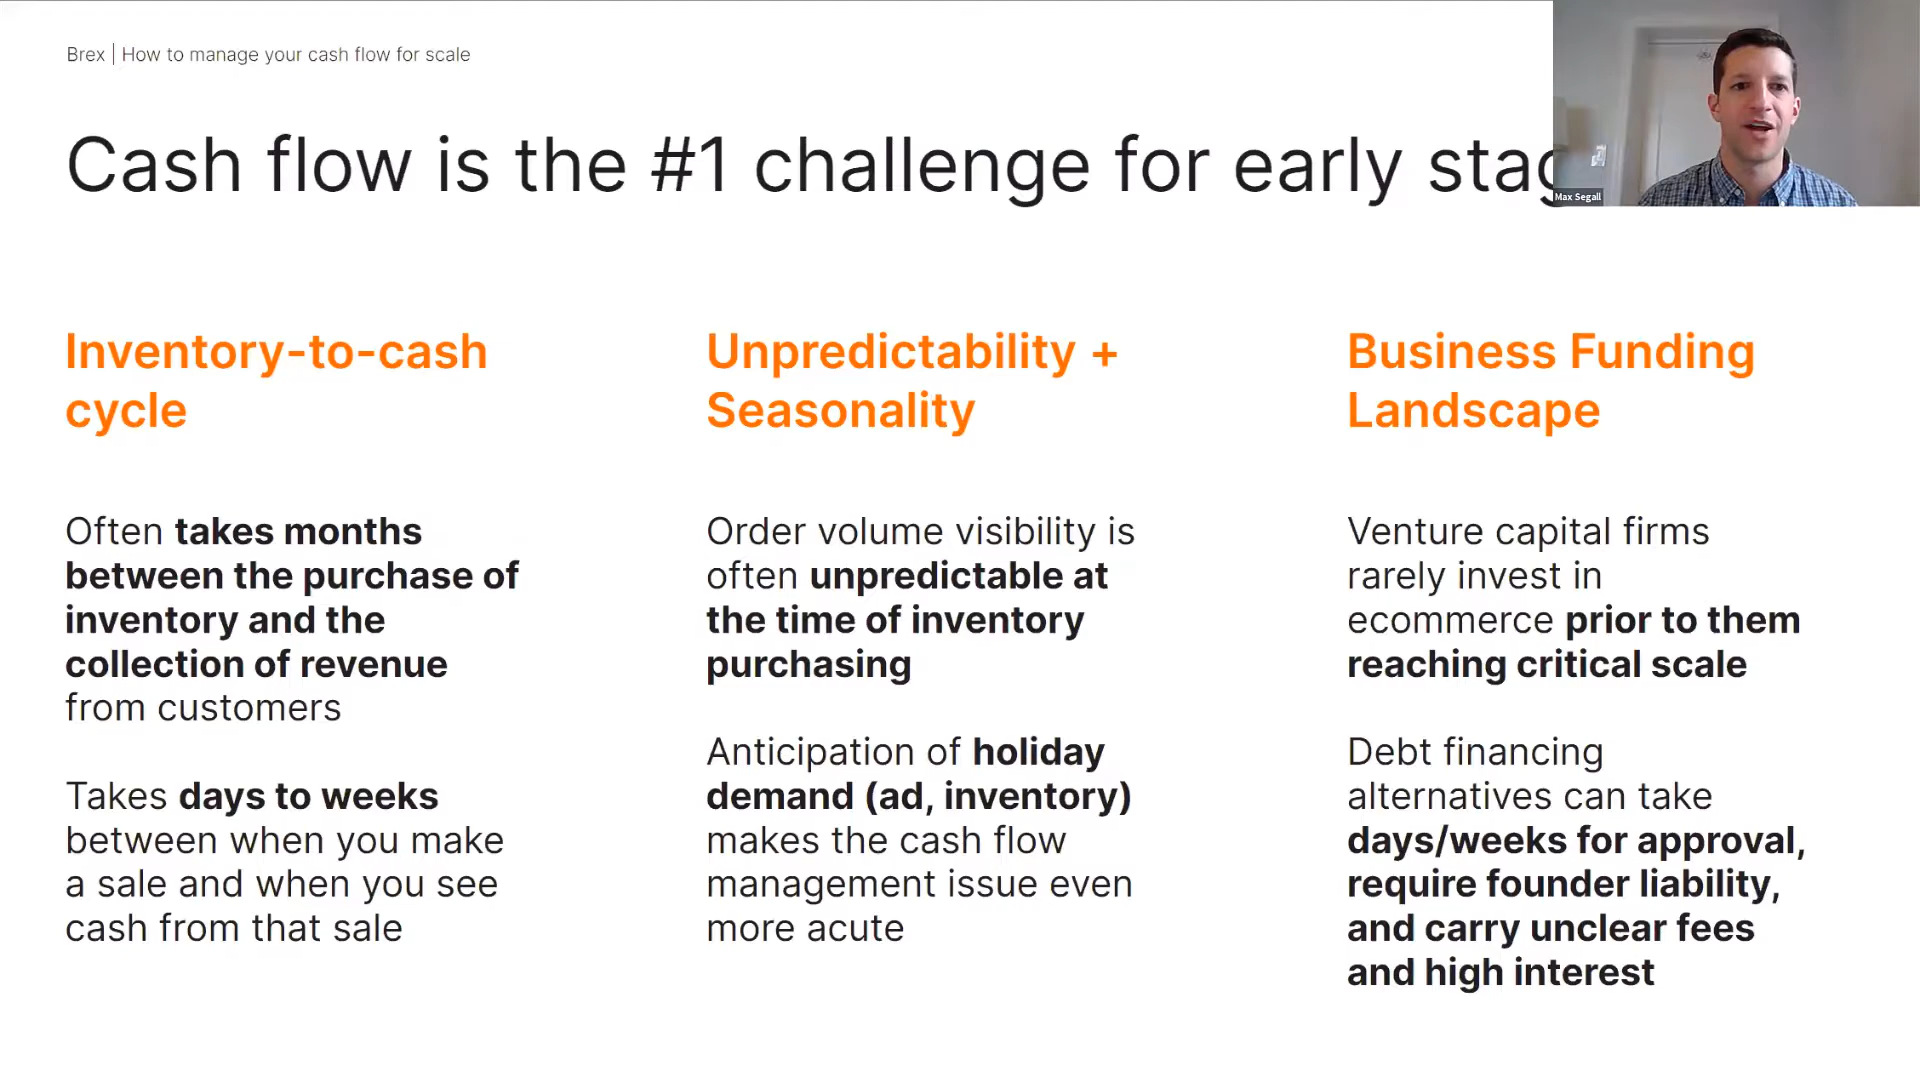 Brex | How to manage your cash flow for scale
Cash flow is the #1 challenge for early
Max Segall
Inventory-to-cash
cycle
Often takes months
between the purchase of
inventory and the
collection of revenue
from customers
Takes days to weeks
between when you make
a sale and when you see
cash from that sale
Unpredictability +
Seasonality
Order volume visibility is
often unpredictable at
the time of inventory
purchasing
Anticipation of holiday
demand (ad, inventory)
makes the cash flow
management issue even
more acute
Business Funding
Landscape
Venture capital firms
rarely invest in
ecommerce prior to them
reaching critical scale
Debt financing
alternatives can take
days/weeks for approval,
require founder liability,
and carry unclear fees
and high interest